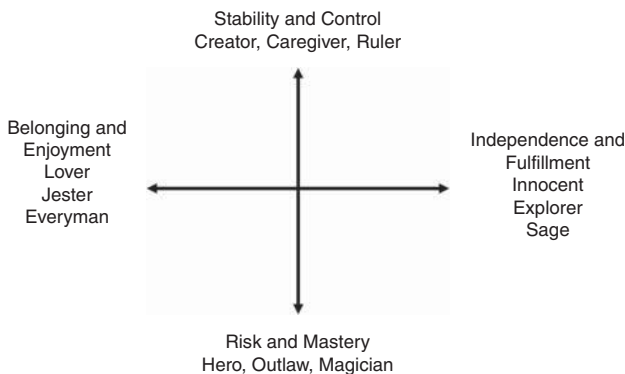 Stability and Control
Creator, Caregiver, Ruler
Belonging and
Enjoyment
Lover
Jester
Everyman
Independence and
Fulfillment
Innocent
Explorer
Sage
Risk and Mastery
Hero, Outlaw, Magician